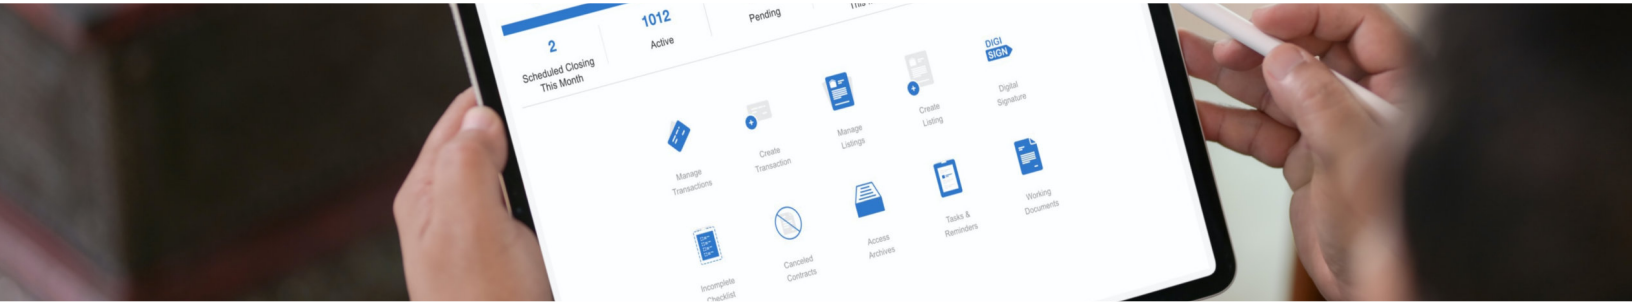 2
Scheduled Closing
This Month
1012
Active
Pending
This
Manage
Transactions
Create
Transaction
Manage
Listings
Create
Listing
DIGI
SIGN
Digital
Signature
Incomplete
Checklist
Canceled
Contracts
Access
Archives
Tasks &
Reminders
Working
Documents